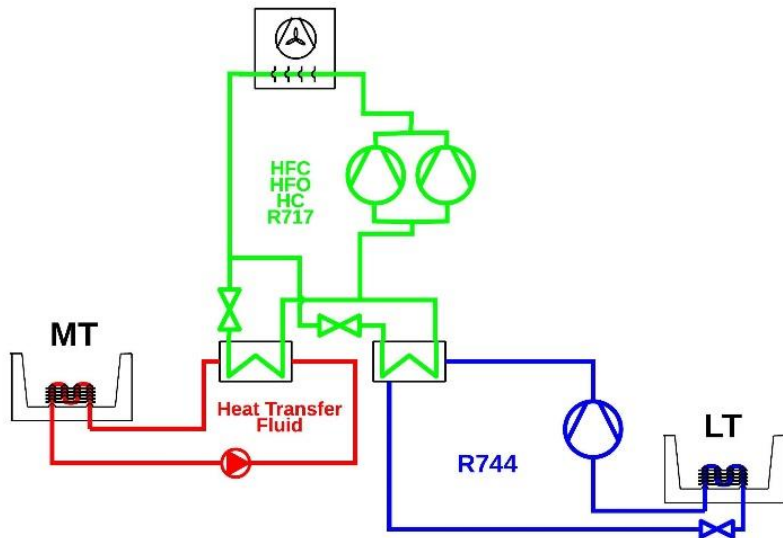 HFC
HFO
HC
R717
MT
Heat Transfer
Fluid
LT
R744